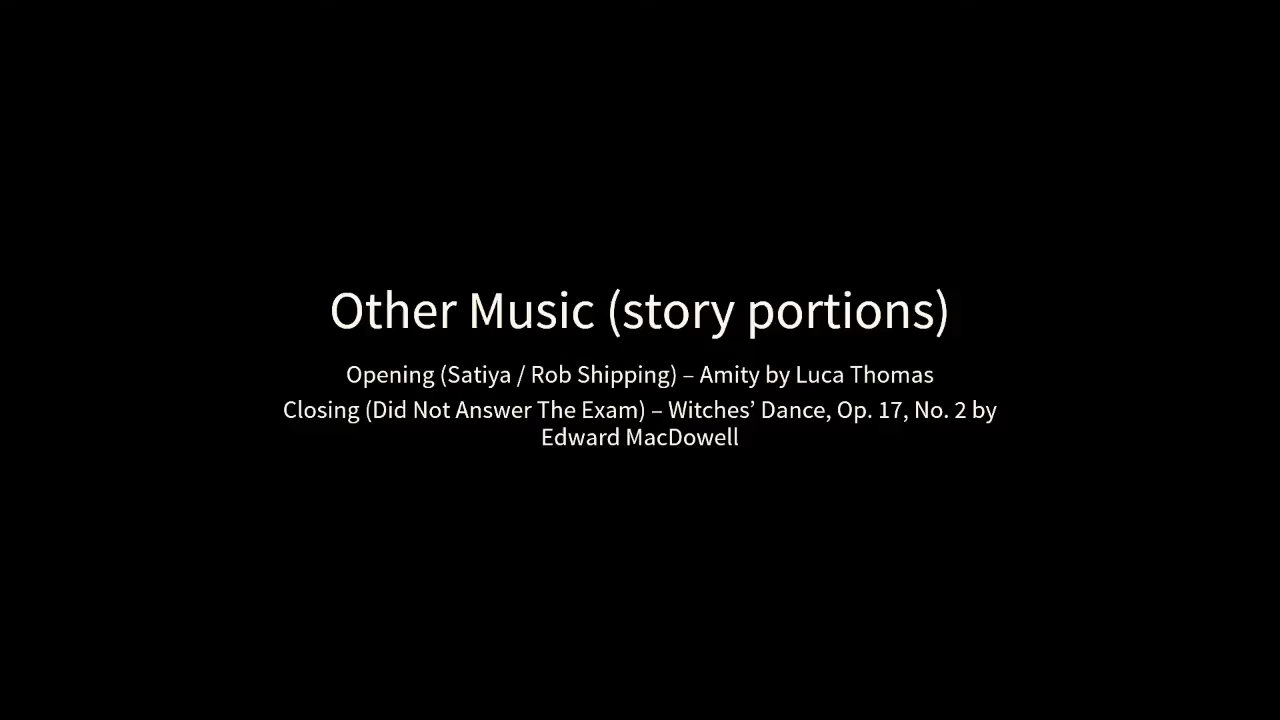 Other Music (story portions)
Opening (Satiya / Rob Shipping) – Amity by Luca Thomas
Closing (Did Not Answer The Exam) – Witches’ Dance, Op. 17, No. 2 by
Edward MacDowell